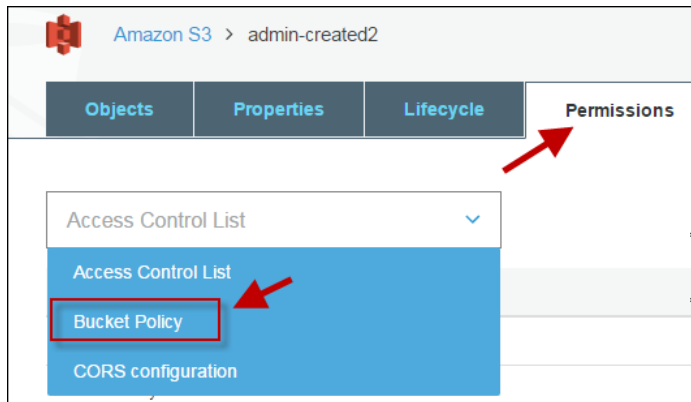 Amazon S3 > admin-created2
Objects Properties Lifecycle Permissions
Access Control List
Access Control List
Bucket Policy
CORS configuration